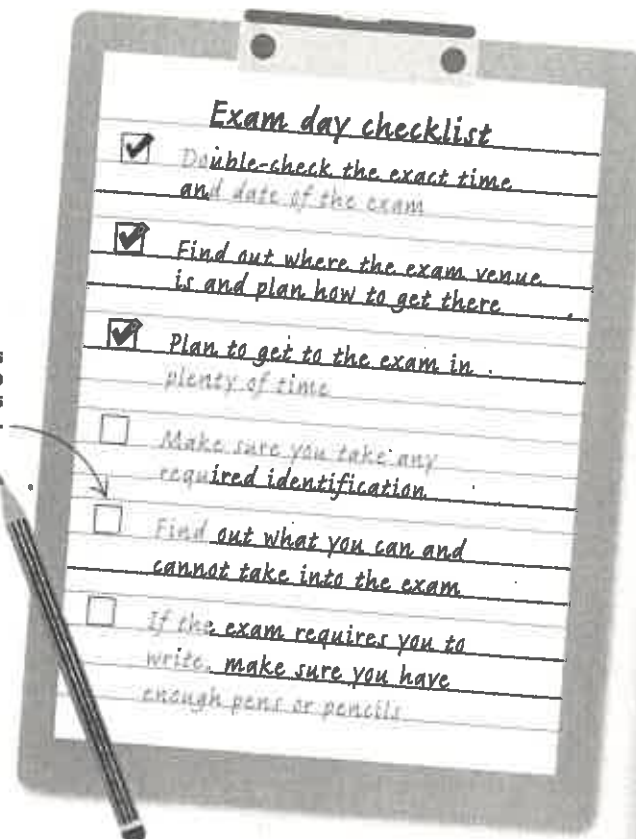 Exam day checklist
Double-check the exact time
and date of the exam
Find out where the exam venue
is and plan how to get there
Plan to get to the exam in
plenty of time
Make sure you take any
required identification
Find out what you can and
cannot take into the exam
If the exam requires you to
write, make sure you have
enough pens or pencils